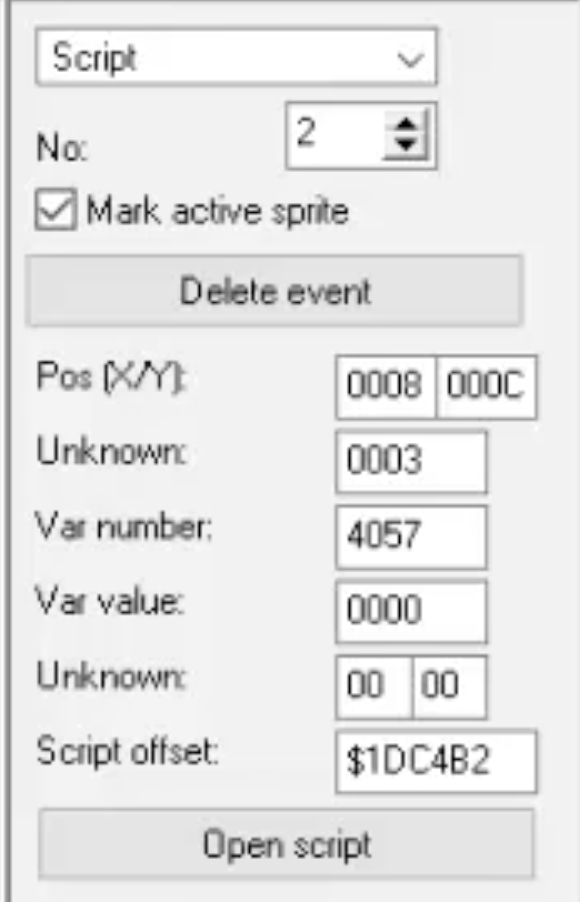 Script
No: 2
Mark active sprite
Delete event
Pos (X/Y): 0008 000C
Unknown: 0003
Var number: 4057
Var value: 0000
Unknown: 00 00
Script offset: $1DC4B2
Open script